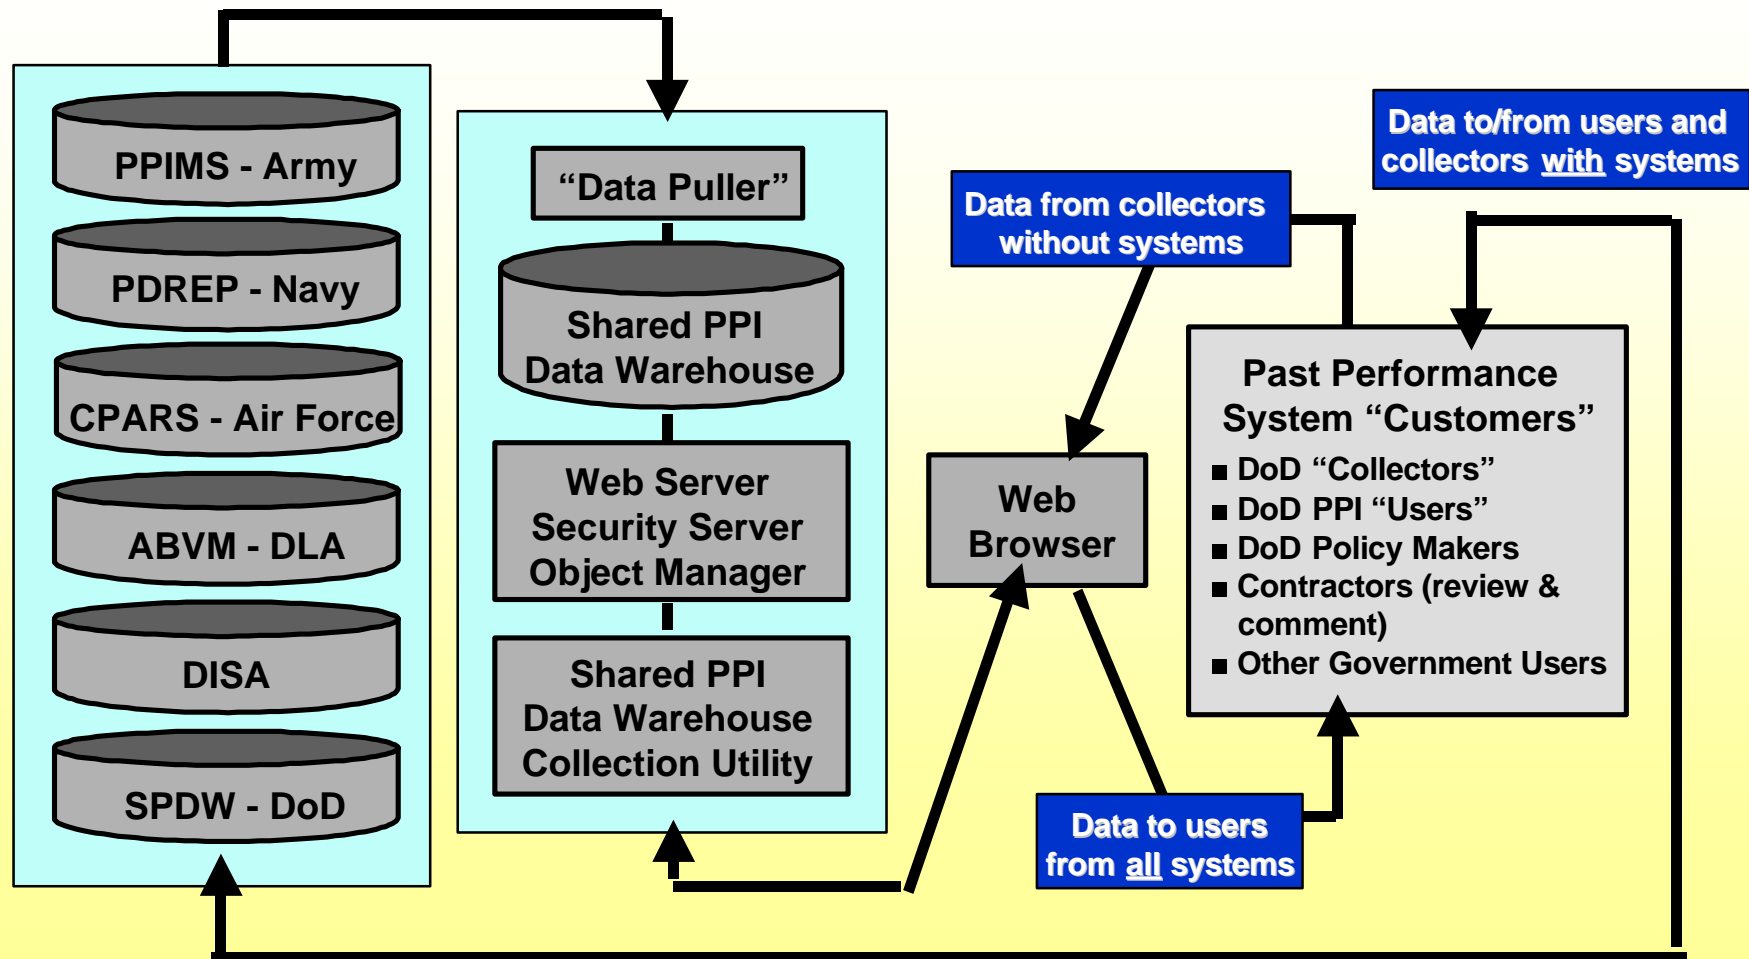 PPIMS - Army
PDREP - Navy
CPARS - Air Force
ABVM - DLA
DISA
SPDW - DoD
“Data Puller”
Shared PPI
Data Warehouse
Web Server
Security Server
Object Manager
Shared PPI
Data Warehouse
Collection Utility
Data from collectors
without systems
Web
Browser
Data to users
from all systems
Data to/from users and
collectors with systems
Past Performance
System “Customers”
■ DoD “Collectors”
■ DoD PPI “Users”
■ DoD Policy Makers
■ Contractors (review &
comment)
■ Other Government Users